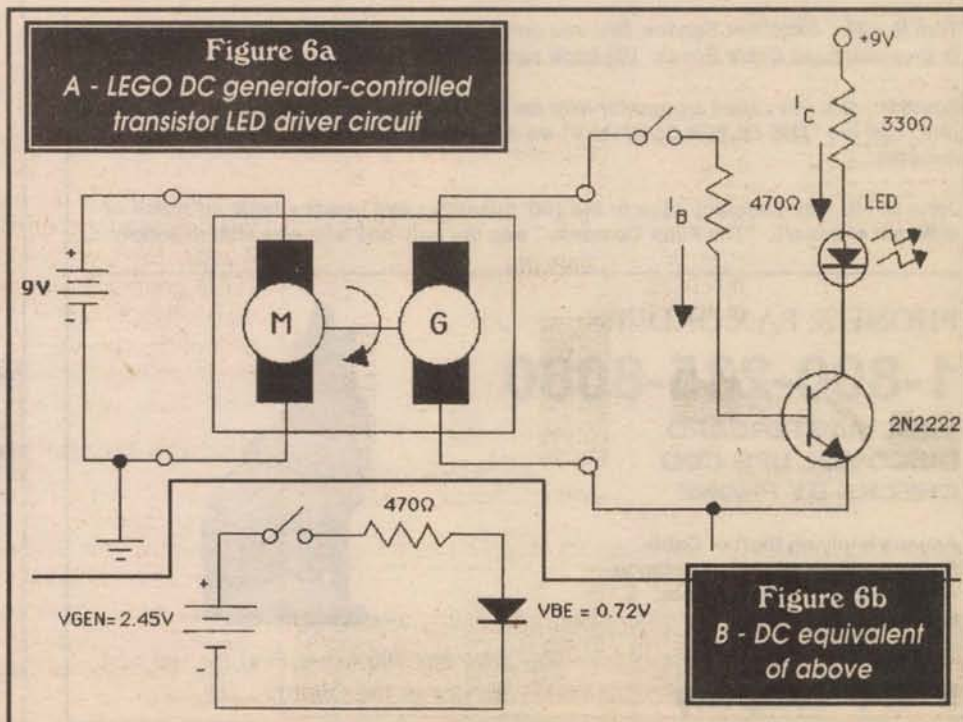 Figure 6a
A - LEGO DC generator-controlled
transistor LED driver circuit
+9V
I C
330Ω
I B
470Ω
LED
+
9V
-
M
G
2N2222
470Ω
+
VGEN= 2.45V
-
VBE = 0.72V
Figure 6b
B - DC equivalent
of above